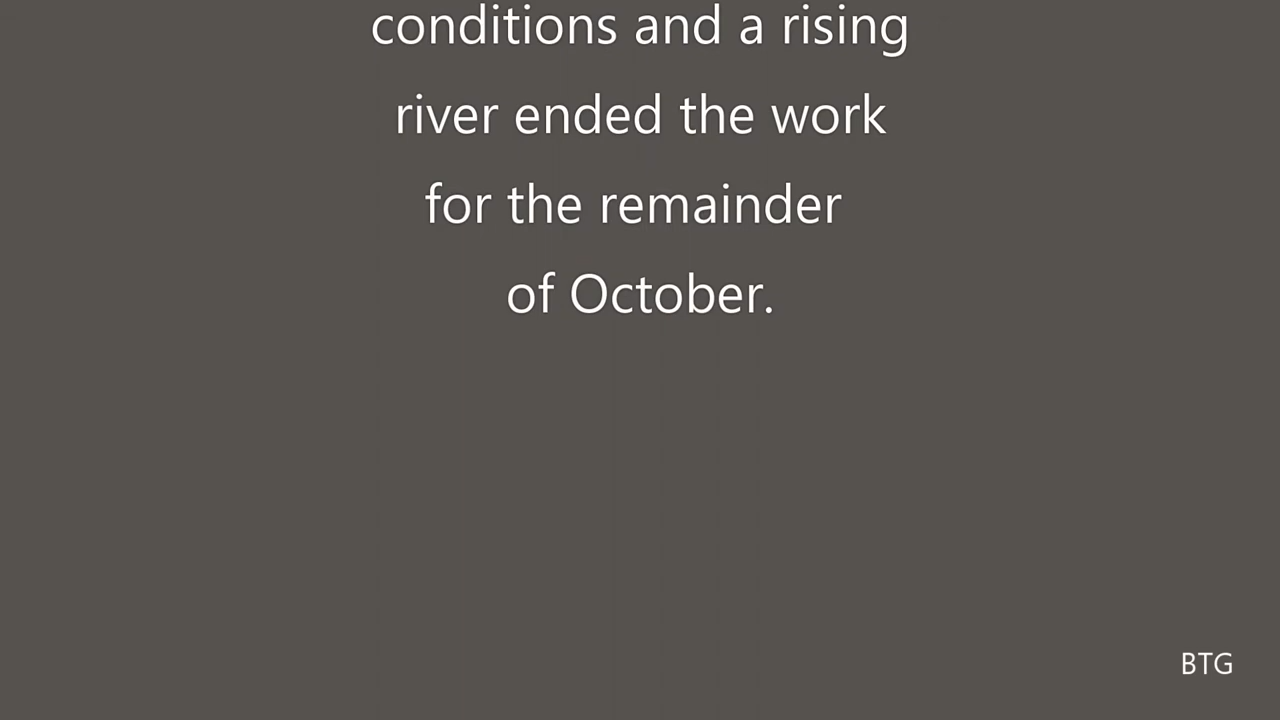 conditions and a rising
river ended the work
for the remainder
of October.
BTG